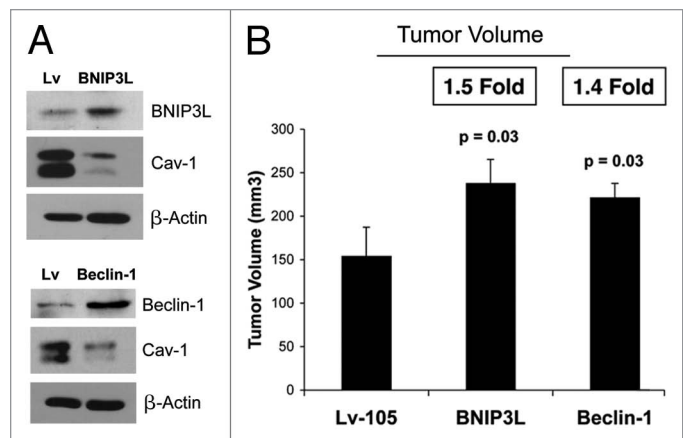 A
Lv BNIP3L
BNIP3L
Cav-1
β-Actin
Lv Beclin-1
Beclin-1
Cav-1
β-Actin
B
Tumor Volume
1.5 Fold
1.4 Fold
p = 0.03
p = 0.03
Tumor Volume (mm3)
300
250
200
150
100
50
0
Lv-105
BNIP3L
Beclin-1